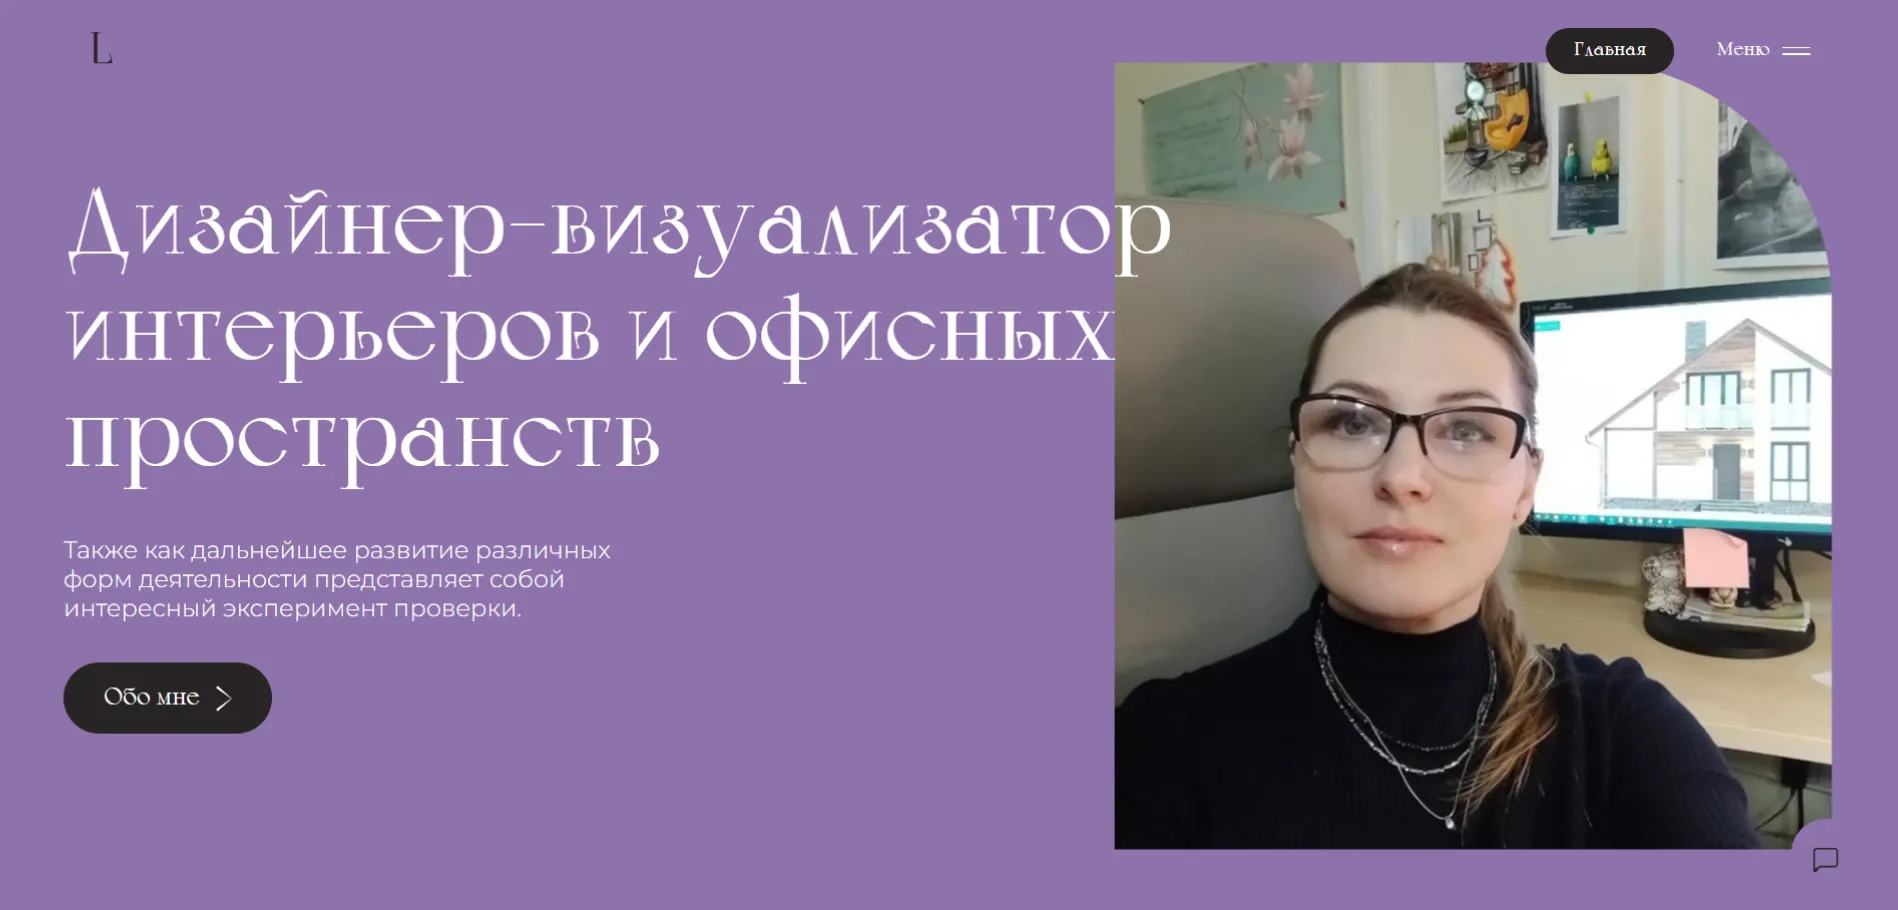 L
Главная
Меню
Дизайнер-визуализатор
интерьеров и офисных
пространств
Также как дальнейшее развитие различных
форм деятельности представляет собой
интересный эксперимент проверки.
Обо мне